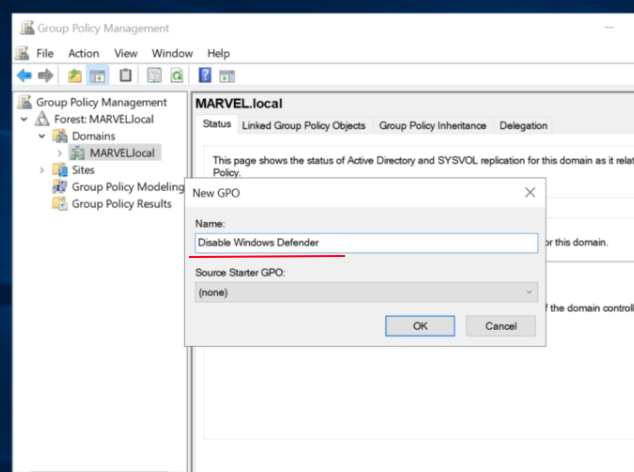 Group Policy Management
File Action View Window Help
Group Policy Management
Forest: MARVEL.local
Domains
MARVEL.local
Sites
Group Policy Modeling
Group Policy Results
MARVEL.local
Status Linked Group Policy Objects Group Policy Inheritance Delegation
This page shows the status of Active Directory and SYSVOL replication for this domain as it
Policy.
New GPO
Name:
Disable Windows Defender
or this domain.
Source Starter GPO:
(none)
f the domain
OK Cancel